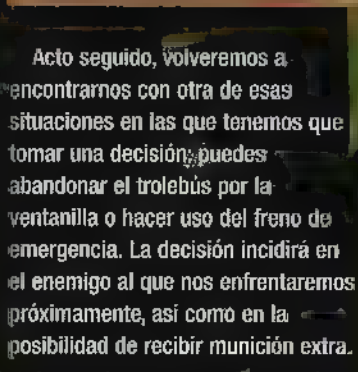 Acto seguido, volveremos a
encontrarnos con otra de esas
situaciones en las que tenemos que
tomar una decisión: puedes
abandonar el trolebús por la
ventanilla o hacer uso del freno de
emergencia. La decisión incidirá en
el enemigo al que nos enfrentaremos
próximamente, así como en la
posibilidad de recibir munición extra.